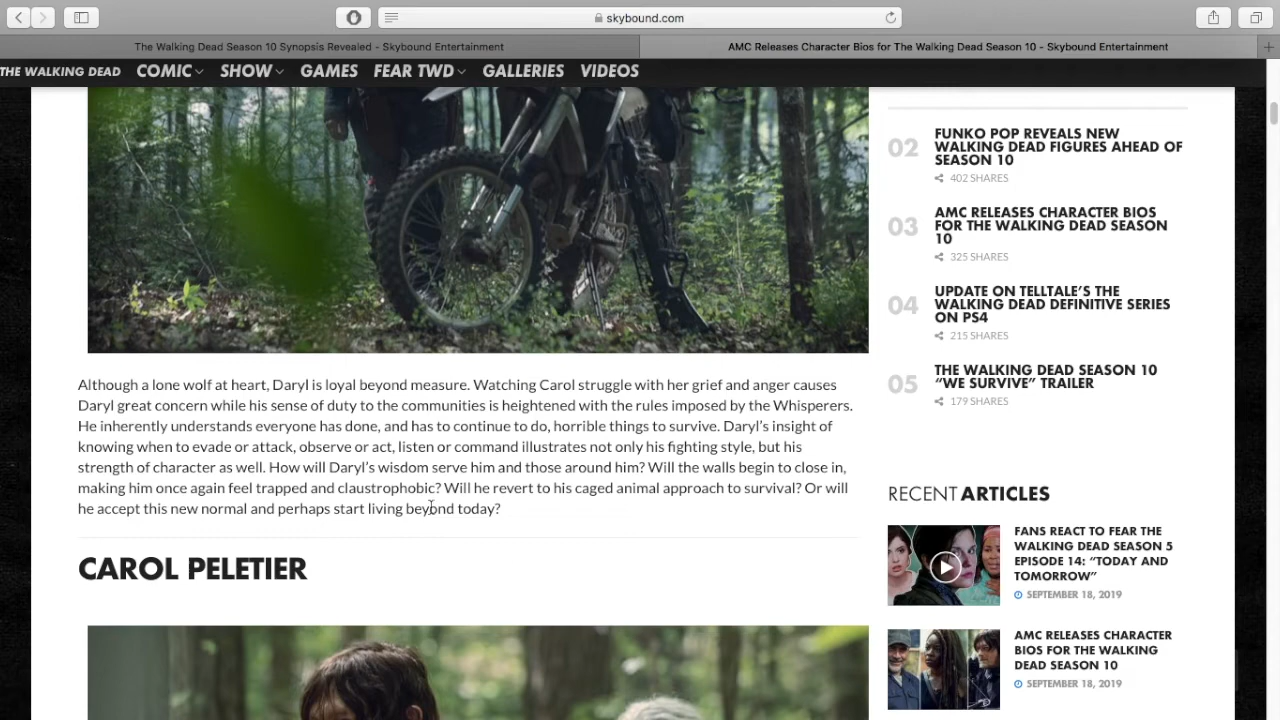 skybound.com
The Walking Dead Season 10 Synopsis Revealed - Skybound Entertainment
AMC Releases Character Bios for The Walking Dead Season 10 - Skybound Entertainment
THE WALKING DEAD
COMIC
SHOW
GAMES
FEAR TWD
GALLERIES
VIDEOS
Although a lone wolf at heart, Daryl is loyal beyond measure. Watching Carol struggle with her grief and anger causes
Daryl great concern while his sense of duty to the communities is heightened with the rules imposed by the Whisperers.
He inherently understands everyone has done, and has to continue to do, horrible things to survive. Daryl's insight of
knowing when to evade or attack, observe or act, listen or command illustrates not only his fighting style, but his
strength of character as well. How will Daryl's wisdom serve him and those around him? Will the walls begin to close in,
making him once again feel trapped and claustrophobic? Will he revert to his caged animal approach to survival? Or will
he accept this new normal and perhaps start living beyond today?
CAROL PELETIER
02
FUNKO POP REVEALS NEW
WALKING DEAD FIGURES AHEAD OF
SEASON 10
402 SHARES
03
AMC RELEASES CHARACTER BIOS
FOR THE WALKING DEAD SEASON
10
325 SHARES
04
UPDATE ON TELLTALE'S THE
WALKING DEAD DEFINITIVE SERIES
ON PS4
215 SHARES
05
THE WALKING DEAD SEASON 10
“WE SURVIVE” TRAILER
179 SHARES
RECENT ARTICLES
FANS REACT TO FEAR THE
WALKING DEAD SEASON 5
EPISODE 14: “TODAY AND
TOMORROW”
SEPTEMBER 18, 2019
AMC RELEASES CHARACTER
BIOS FOR THE WALKING
DEAD SEASON 10
SEPTEMBER 18, 2019